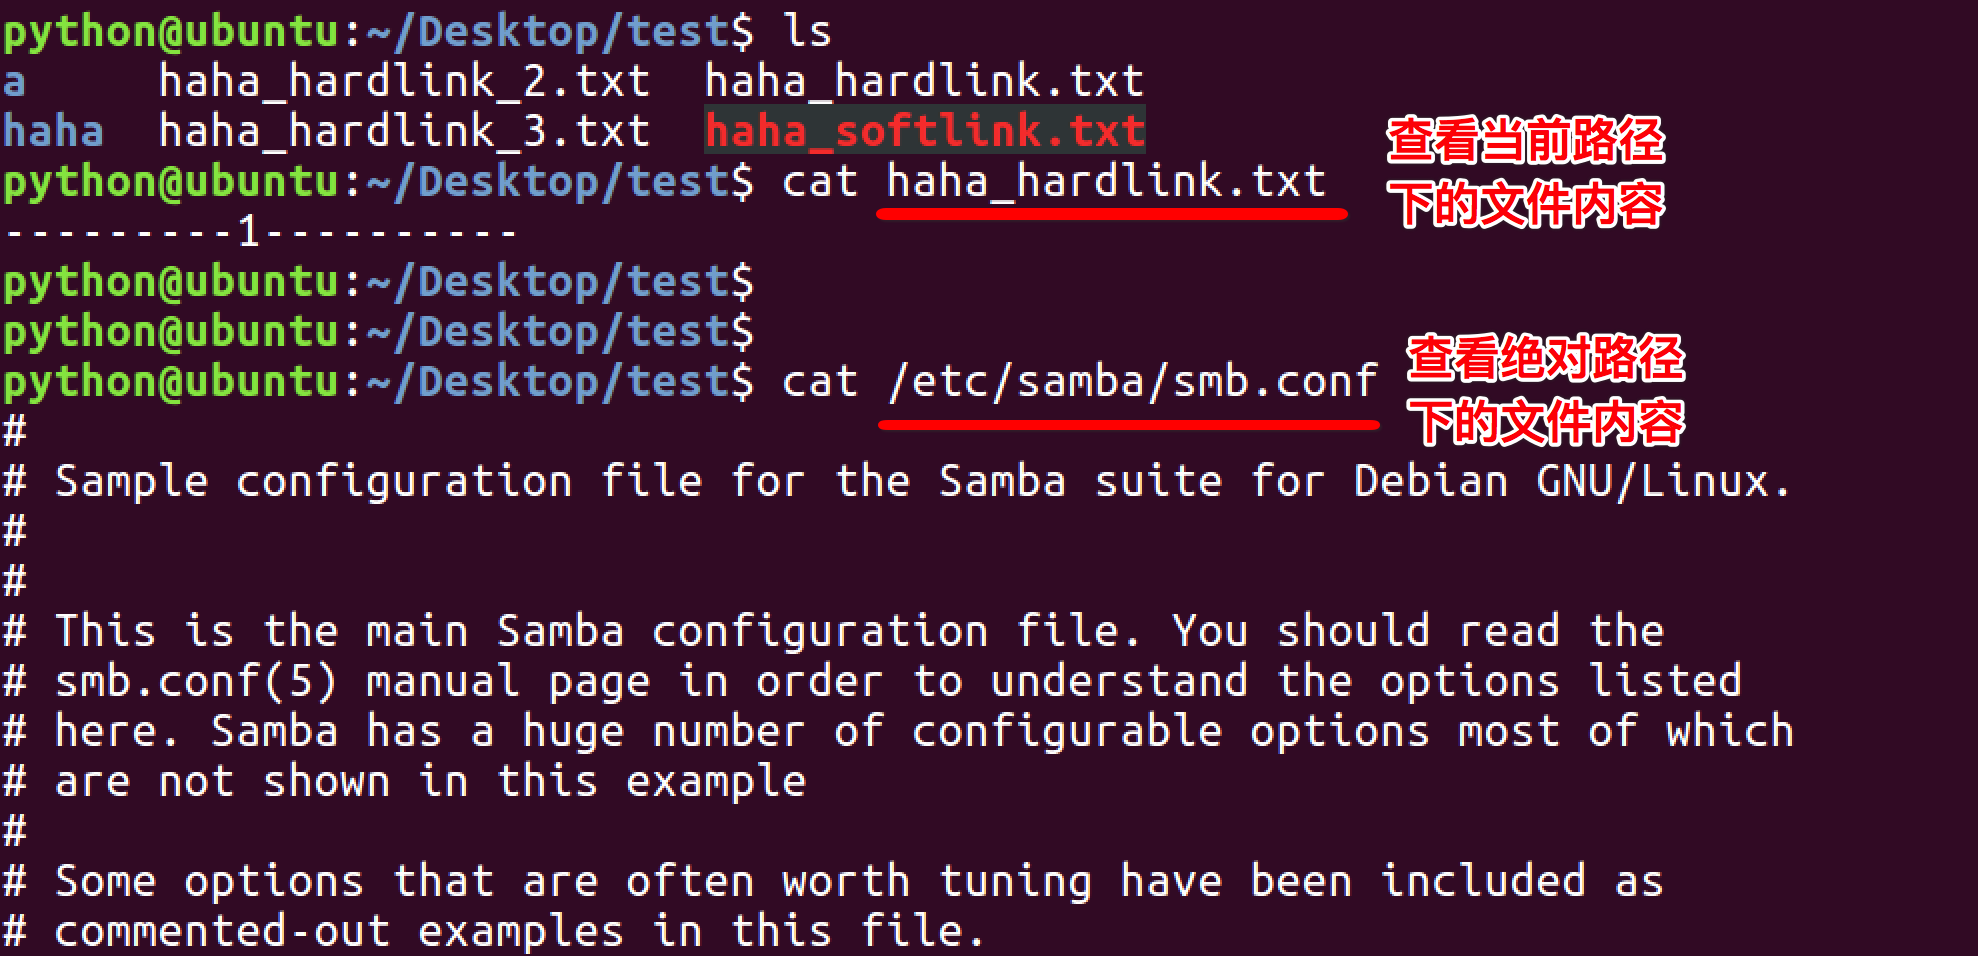 python@ubuntu:~/Desktop/test$ ls
a haha_hardlink_2.txt haha_hardlink.txt
haha haha_hardlink_3.txt haha_softlink.txt
python@ubuntu:~/Desktop/test$ cat haha_hardlink.txt
查看当前路径
下的文件内容
---------1----------
python@ubuntu:~/Desktop/test$
python@ubuntu:~/Desktop/test$
python@ubuntu:~/Desktop/test$ cat /etc/samba/smb.conf
查看绝对路径
下的文件内容
#
# Sample configuration file for the Samba suite for Debian GNU/Linux.
#
#
# This is the main Samba configuration file. You should read the
# smb.conf(5) manual page in order to understand the options listed
# here. Samba has a huge number of configurable options most of which
# are not shown in this example
#
# Some options that are often worth tuning have been included as
# commented-out examples in this file.